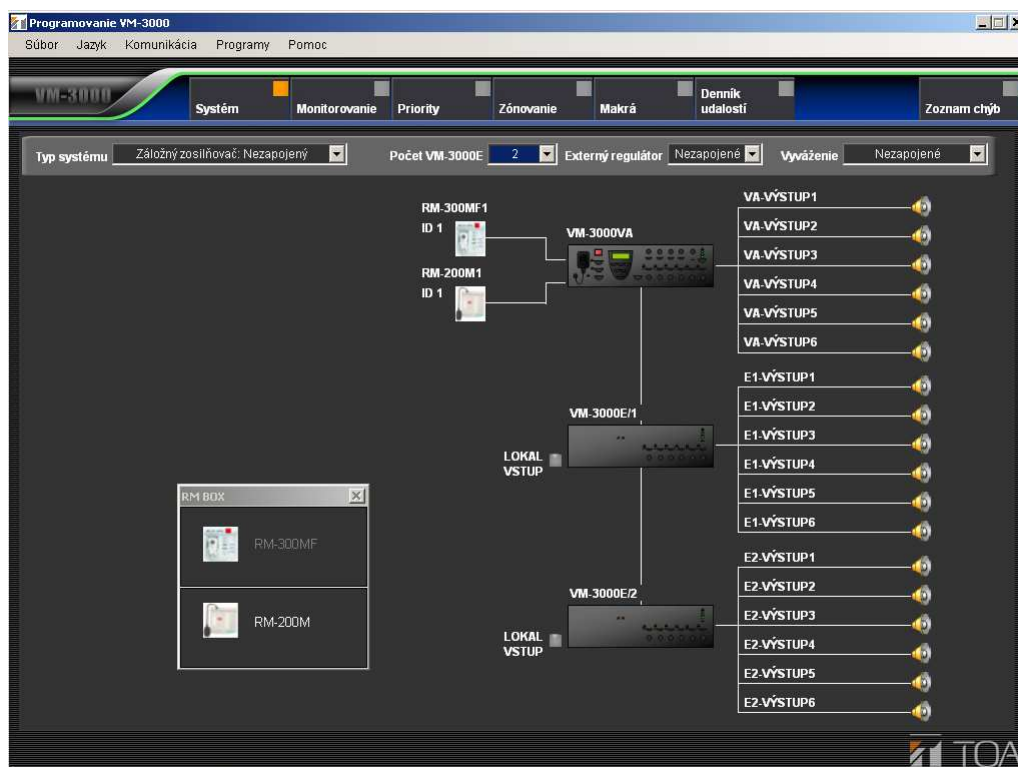 Programovanie VM-3000
Súbor Jazyk Komunikácia Programy Pomoc
VM-3000
Systém Monitorovanie Priority Zónovanie Makrá Denník udalostí Zoznam chýb
Typ systému Záložný zosilňovač: Nezapojený Počet VM-3000E 2 Externý regulátor Nezapojené Vyváženie Nezapojené
RM-300MF1
ID 1
VM-3000VA
RM-200M1
ID 1
VA-VÝSTUP1
VA-VÝSTUP2
VA-VÝSTUP3
VA-VÝSTUP4
VA-VÝSTUP5
VA-VÝSTUP6
VM-3000E/1
LOKAL
VSTUP
E1-VÝSTUP1
E1-VÝSTUP2
E1-VÝSTUP3
E1-VÝSTUP4
E1-VÝSTUP5
E1-VÝSTUP6
RM BOX
RM-300MF
RM-200M
VM-3000E/2
LOKAL
VSTUP
E2-VÝSTUP1
E2-VÝSTUP2
E2-VÝSTUP3
E2-VÝSTUP4
E2-VÝSTUP5
E2-VÝSTUP6
TOA